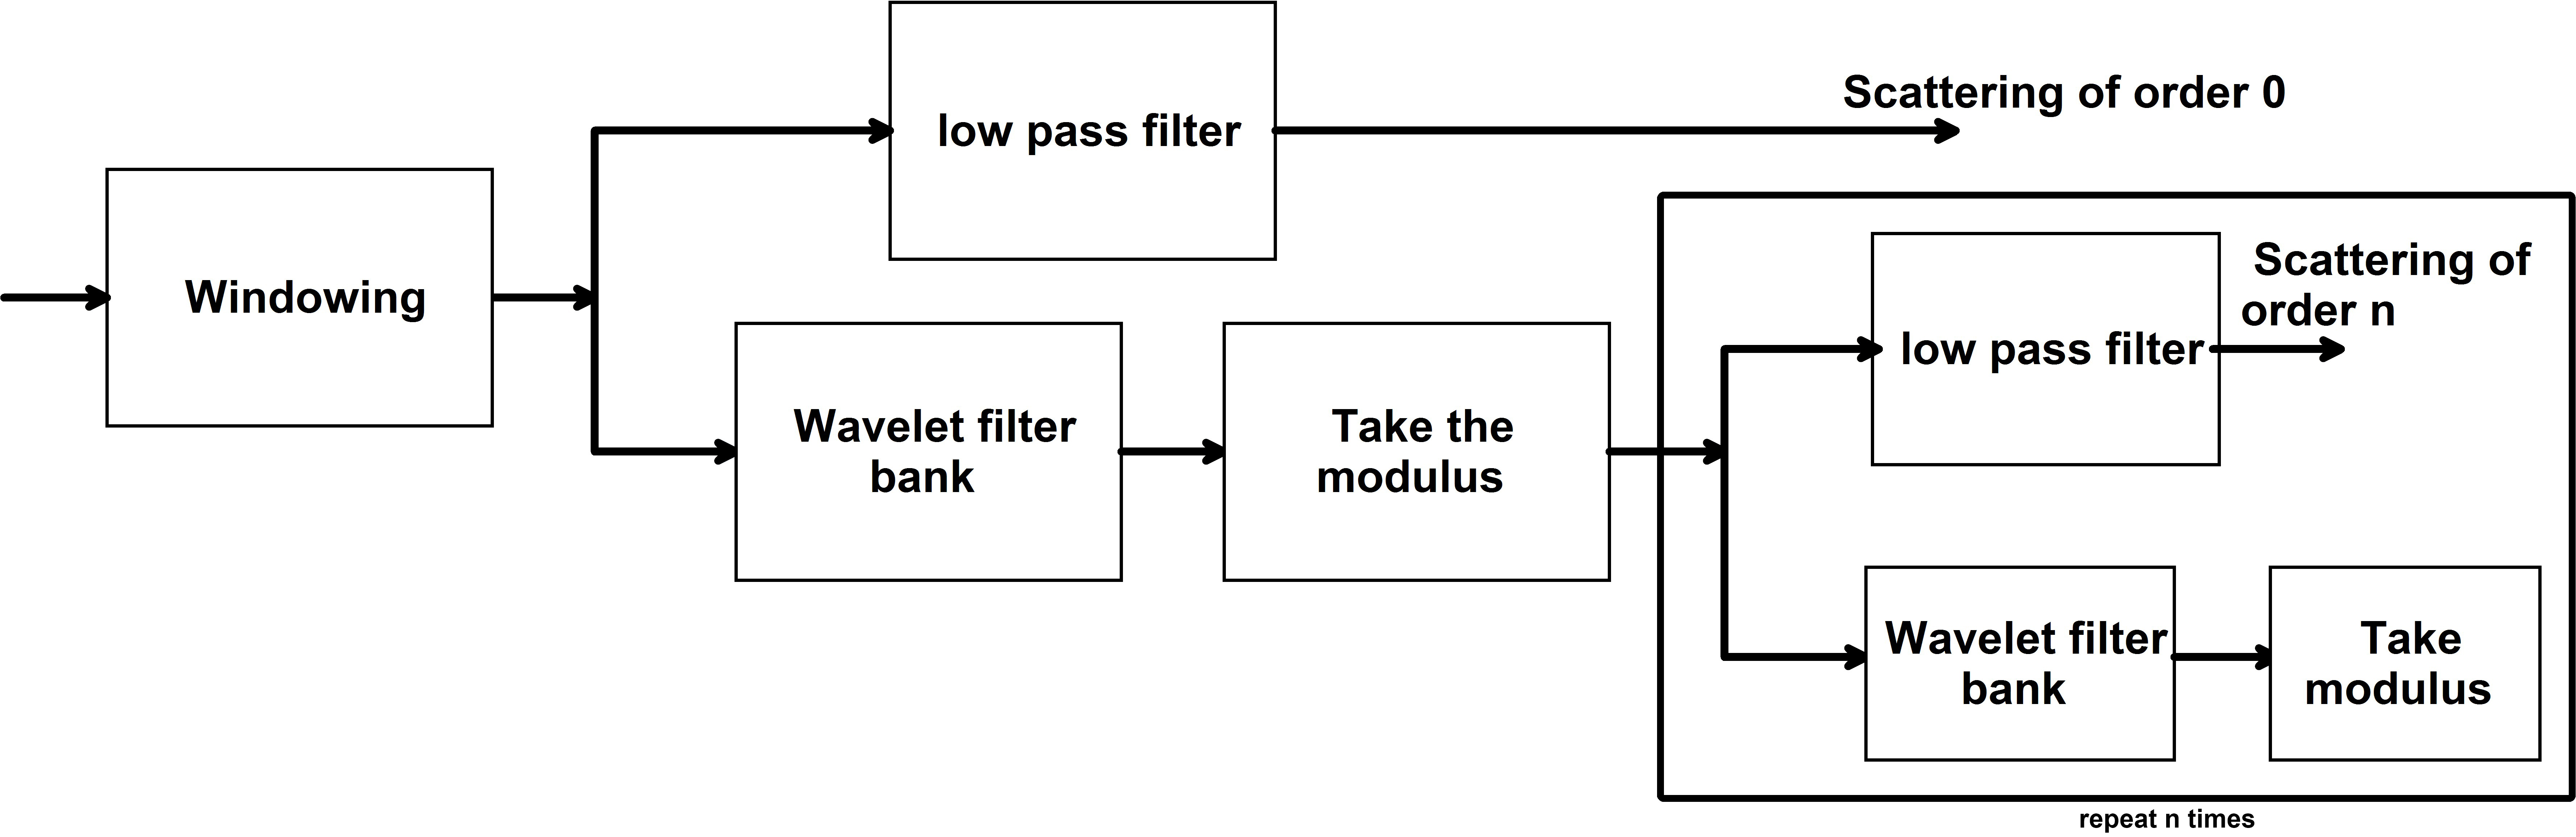 Windowing
low pass filter
Scattering of order 0
Wavelet filter
bank
Take the
modulus
low pass filter
Scattering of
order n
Wavelet filter
bank
Take
modulus
repeat n times